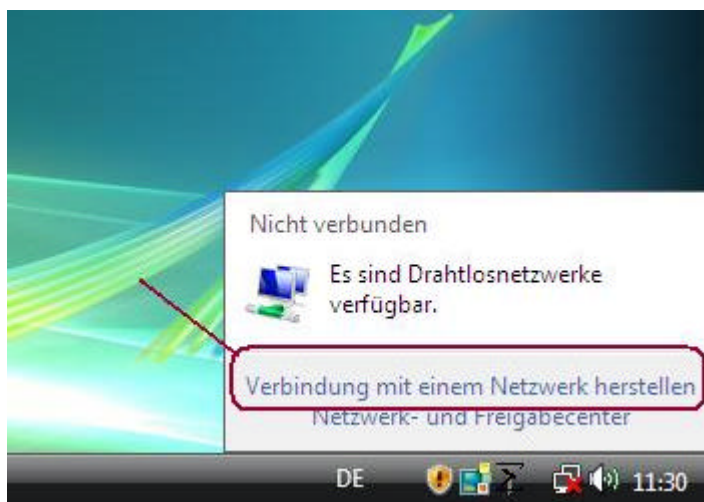 Nicht verbunden
Es sind Drahtlosnetzwerke
verfügbar.
Verbindung mit einem Netzwerk herstellen
Netzwerk- und Freigabecenter
DE 11:30